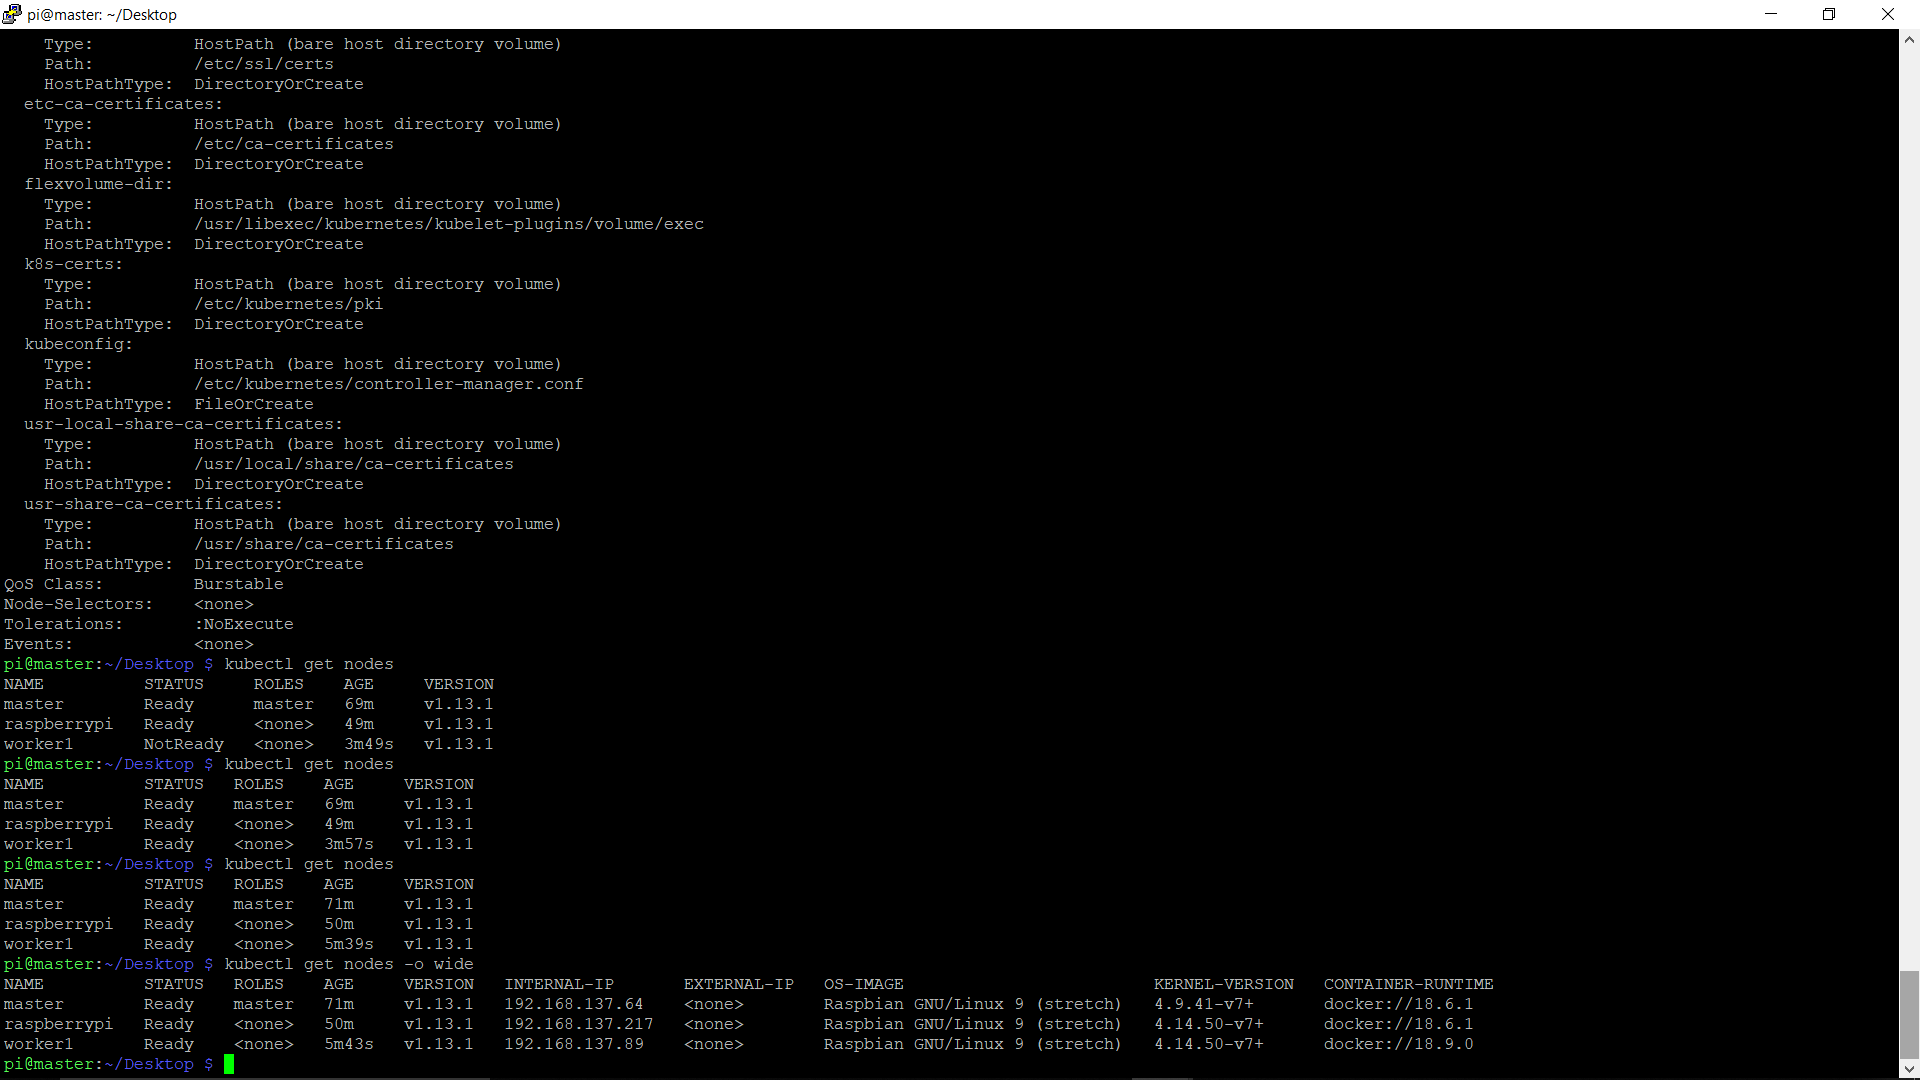 pi@master: ~/Desktop
    Type:          HostPath (bare host directory volume)
    Path:          /etc/ssl/certs
    HostPathType:  DirectoryOrCreate
  etc-ca-certificates:
    Type:          HostPath (bare host directory volume)
    Path:          /etc/ca-certificates
    HostPathType:  DirectoryOrCreate
  flexvolume-dir:
    Type:          HostPath (bare host directory volume)
    Path:          /usr/libexec/kubernetes/kubelet-plugins/volume/exec
    HostPathType:  DirectoryOrCreate
  k8s-certs:
    Type:          HostPath (bare host directory volume)
    Path:          /etc/kubernetes/pki
    HostPathType:  DirectoryOrCreate
  kubeconfig:
    Type:          HostPath (bare host directory volume)
    Path:          /etc/kubernetes/controller-manager.conf
    HostPathType:  FileOrCreate
  usr-local-share-ca-certificates:
    Type:          HostPath (bare host directory volume)
    Path:          /usr/local/share/ca-certificates
    HostPathType:  DirectoryOrCreate
  usr-share-ca-certificates:
    Type:          HostPath (bare host directory volume)
    Path:          /usr/share/ca-certificates
    HostPathType:  DirectoryOrCreate
QoS Class:         Burstable
Node-Selectors:    <none>
Tolerations:       :NoExecute
Events:            <none>
pi@master:~/Desktop $ kubectl get nodes
NAME          STATUS     ROLES    AGE     VERSION
master        Ready      master   69m     v1.13.1
raspberrypi   Ready      <none>   49m     v1.13.1
worker1       NotReady   <none>   3m49s   v1.13.1
pi@master:~/Desktop $ kubectl get nodes
NAME          STATUS   ROLES    AGE     VERSION
master        Ready    master   69m     v1.13.1
raspberrypi   Ready    <none>   49m     v1.13.1
worker1       Ready    <none>   3m57s   v1.13.1
pi@master:~/Desktop $ kubectl get nodes
NAME          STATUS   ROLES    AGE     VERSION
master        Ready    master   71m     v1.13.1
raspberrypi   Ready    <none>   50m     v1.13.1
worker1       Ready    <none>   5m39s   v1.13.1
pi@master:~/Desktop $ kubectl get nodes -o wide
NAME          STATUS   ROLES    AGE     VERSION   INTERNAL-IP       EXTERNAL-IP   OS-IMAGE                         KERNEL-VERSION   CONTAINER-RUNTIME
master        Ready    master   71m     v1.13.1   192.168.137.64    <none>        Raspbian GNU/Linux 9 (stretch)   4.9.41-v7+       docker://18.6.1
raspberrypi   Ready    <none>   50m     v1.13.1   192.168.137.217   <none>        Raspbian GNU/Linux 9 (stretch)   4.14.50-v7+      docker://18.6.1
worker1       Ready    <none>   5m43s   v1.13.1   192.168.137.89    <none>        Raspbian GNU/Linux 9 (stretch)   4.14.50-v7+      docker://18.9.0
pi@master:~/Desktop $